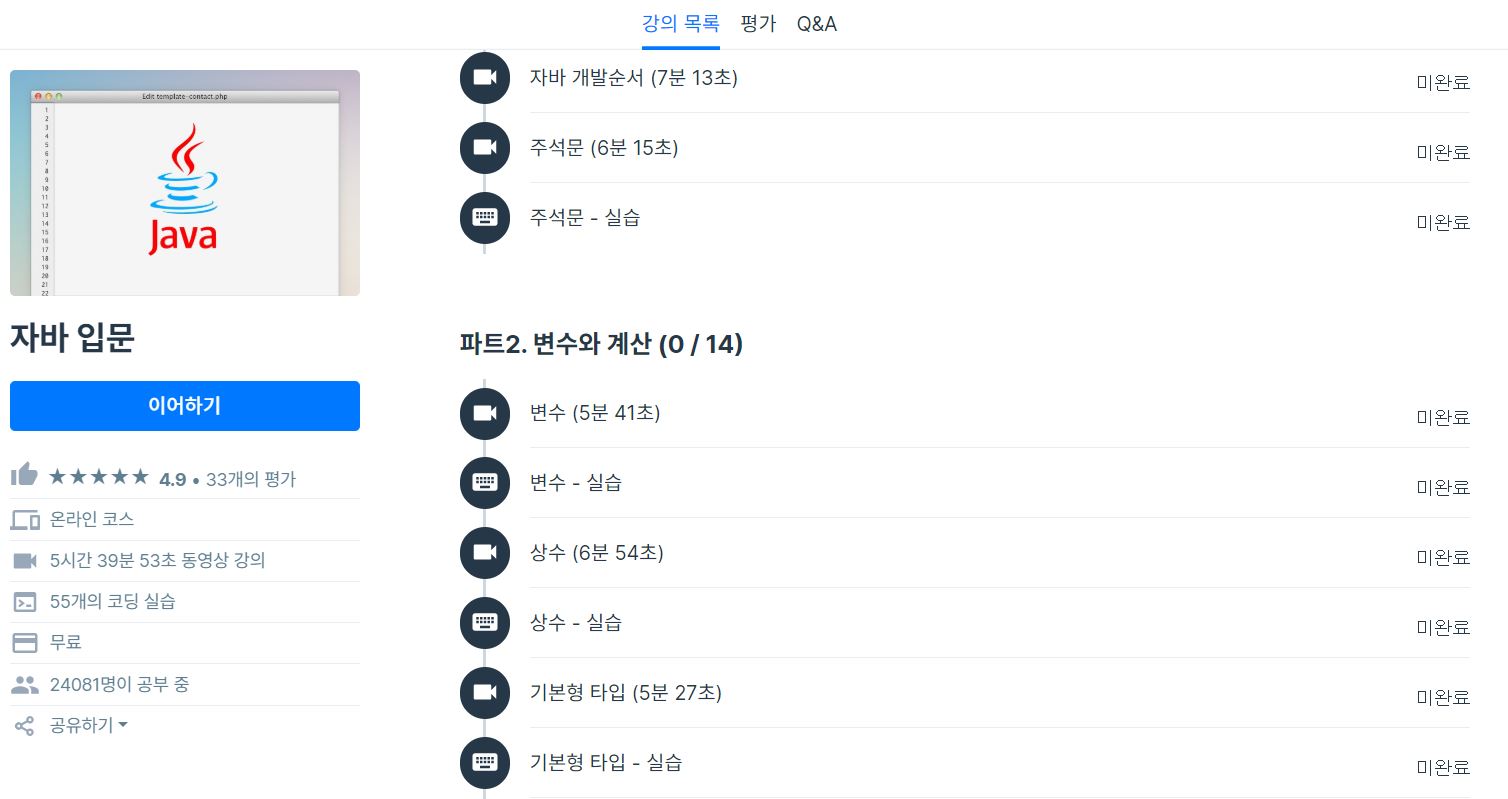 강의 목록 평가 Q&A
Edit template-contact.php
1
2
3
4
5
6
7
8
9
10
11
12
13
14
15
16
17
18
19
20
21
22
Java
자바 입문
이어하기
★★★★★ 4.9 • 33개의 평가
온라인 코스
5시간 39분 53초 동영상 강의
55개의 코딩 실습
무료
24081명이 공부 중
공유하기
자바 개발순서 (7분 13초) 미완료
주석문 (6분 15초) 미완료
주석문 - 실습 미완료
파트2. 변수와 계산 (0 / 14)
변수 (5분 41초) 미완료
변수 - 실습 미완료
상수 (6분 54초) 미완료
상수 - 실습 미완료
기본형 타입 (5분 27초) 미완료
기본형 타입 - 실습 미완료